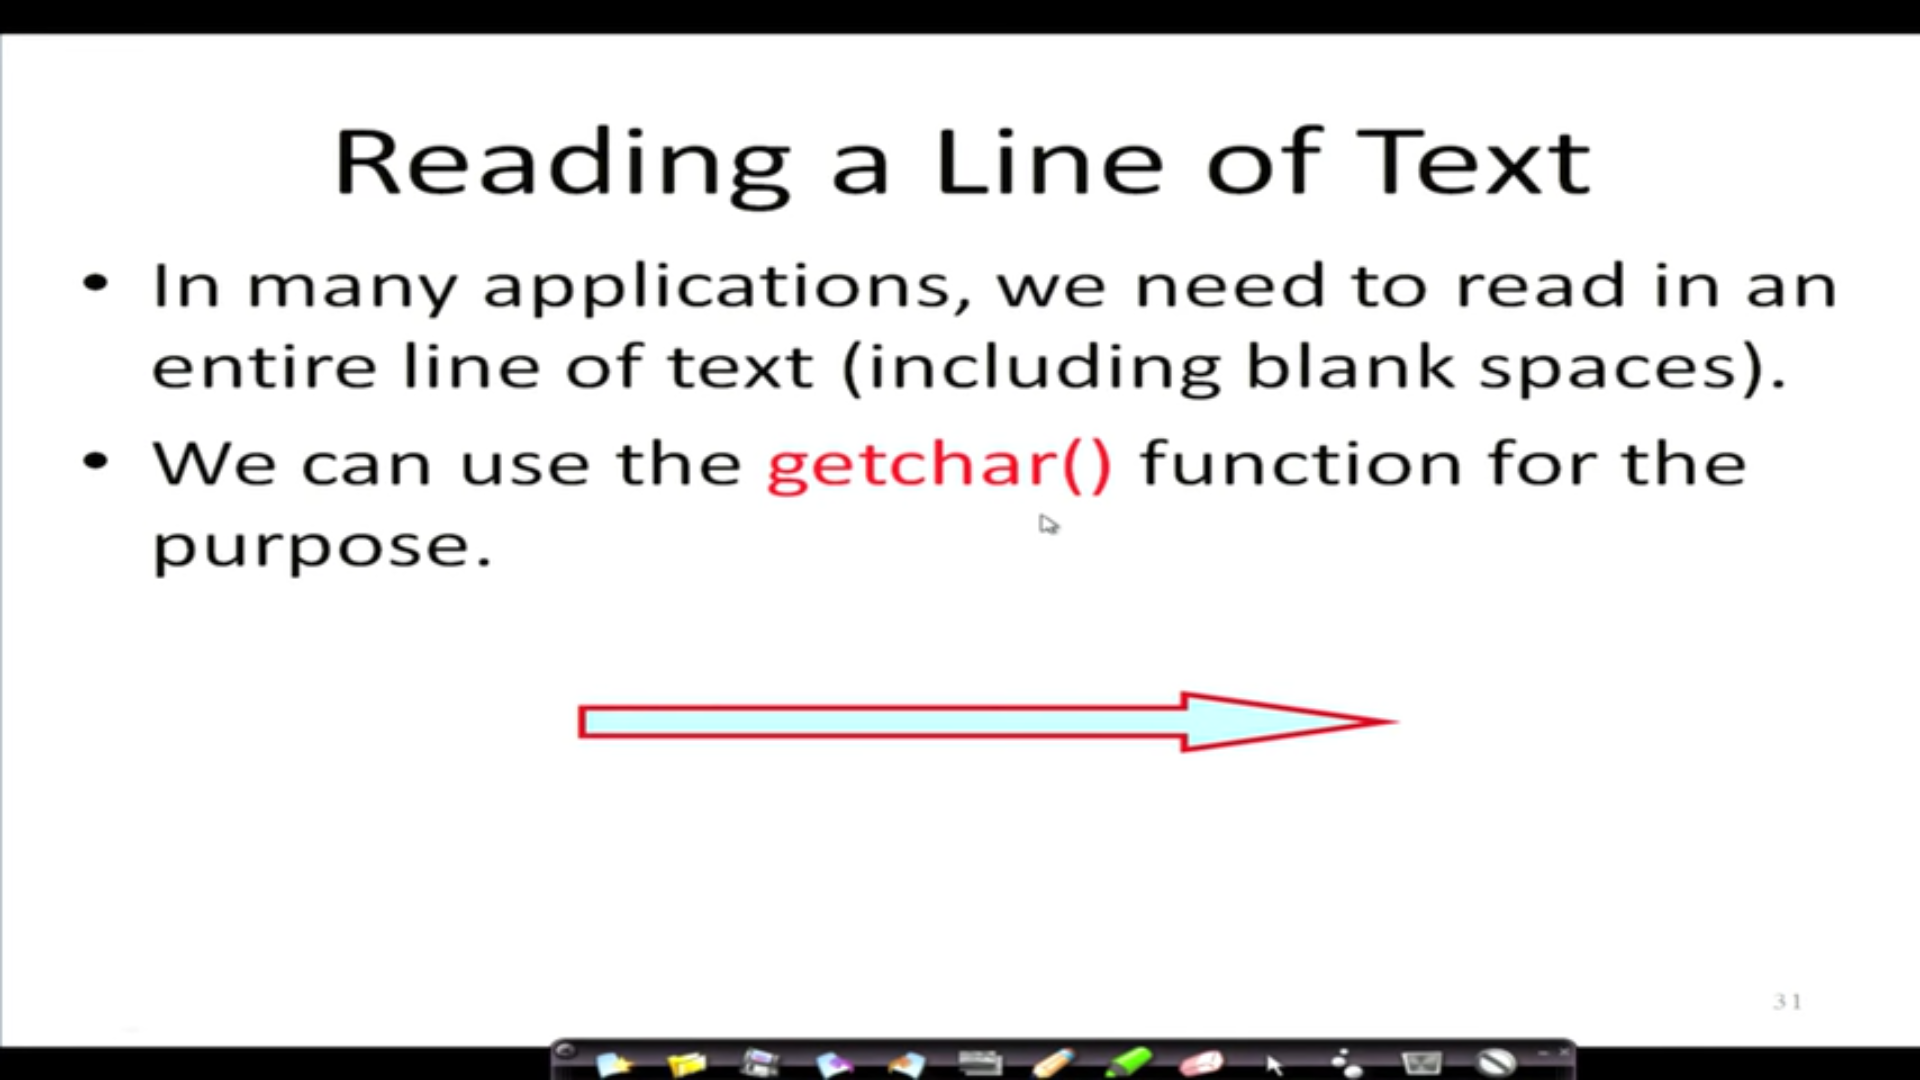 Reading a Line of Text
• In many applications, we need to read in an
entire line of text (including blank spaces).
• We can use the getchar() function for the
purpose.
31